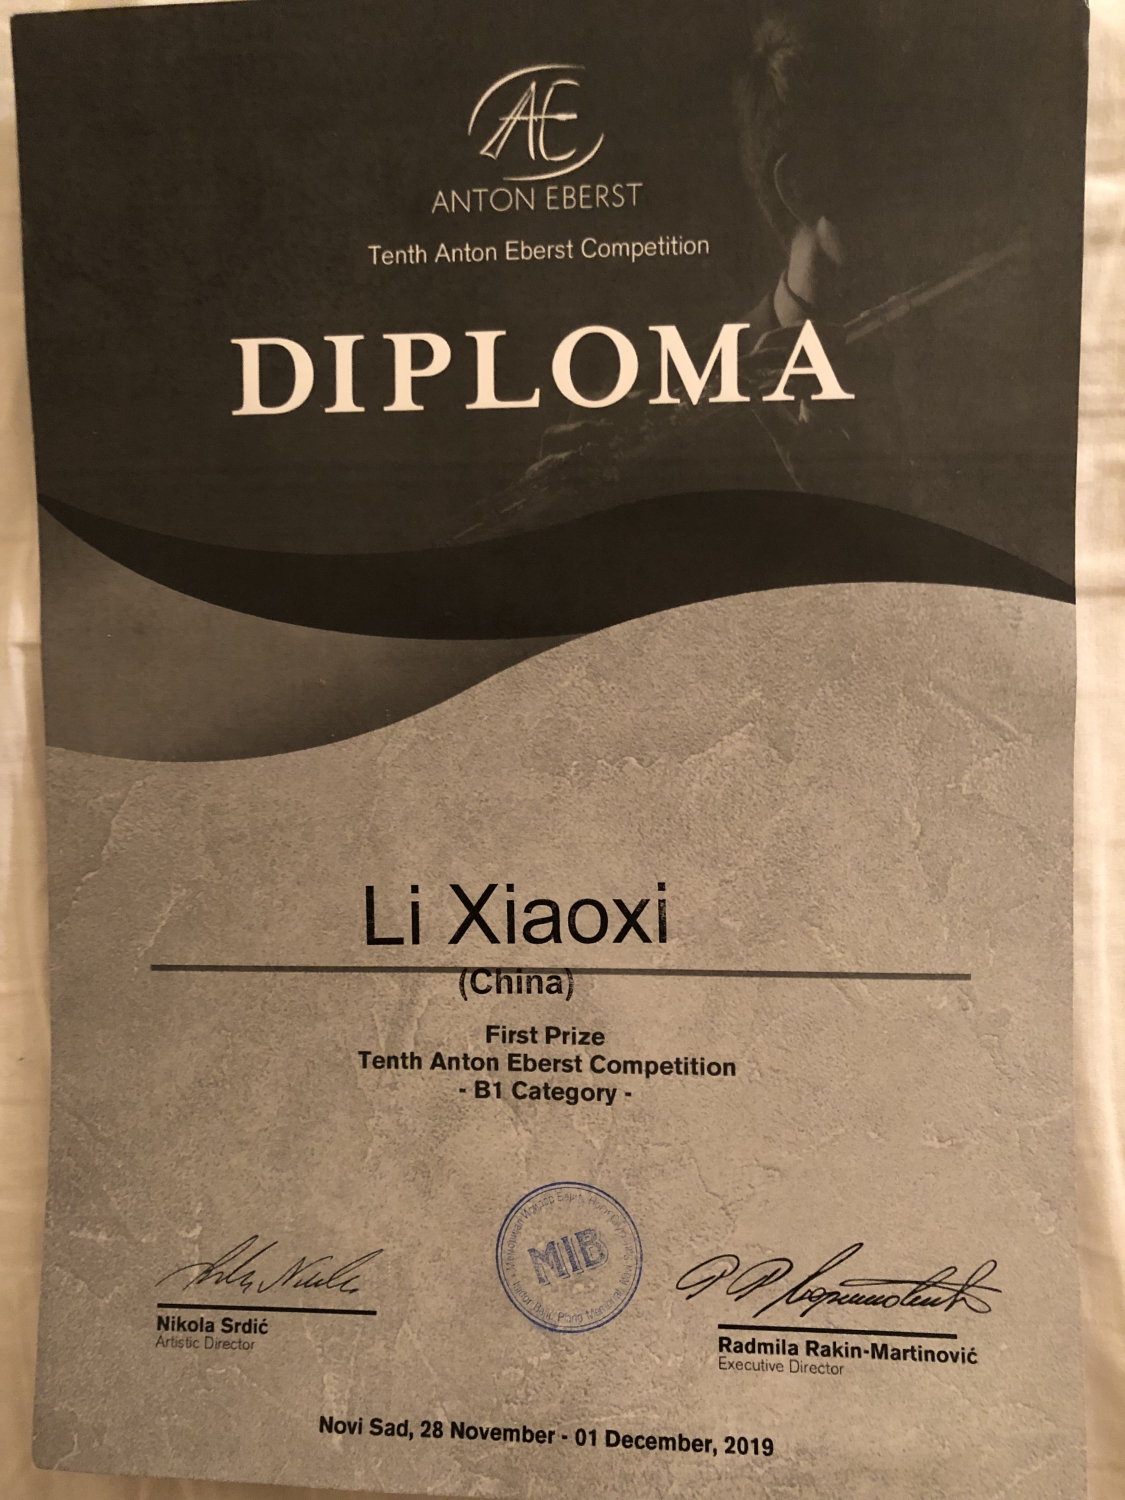 AE
ANTON EBERST
Tenth Anton Eberst Competition
DIPLOMA
Li Xiaoxi
(China)
First Prize
Tenth Anton Eberst Competition
- B1 Category -
MIB
Nikola Srdić
Artistic Director
Radmila Rakin-Martinović
Executive Director
Novi Sad, 28 November - 01 December, 2019